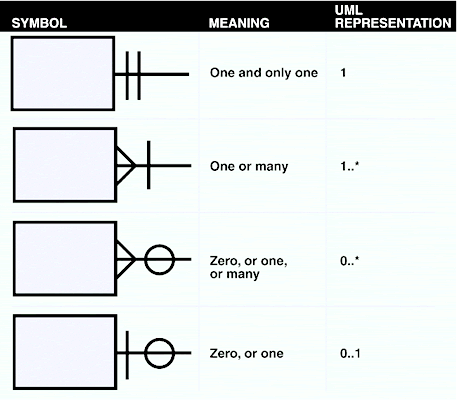 SYMBOL MEANING UML
REPRESENTATION
One and only one 1
One or many 1..*
Zero, or one,
or many 0..*
Zero, or one 0..1